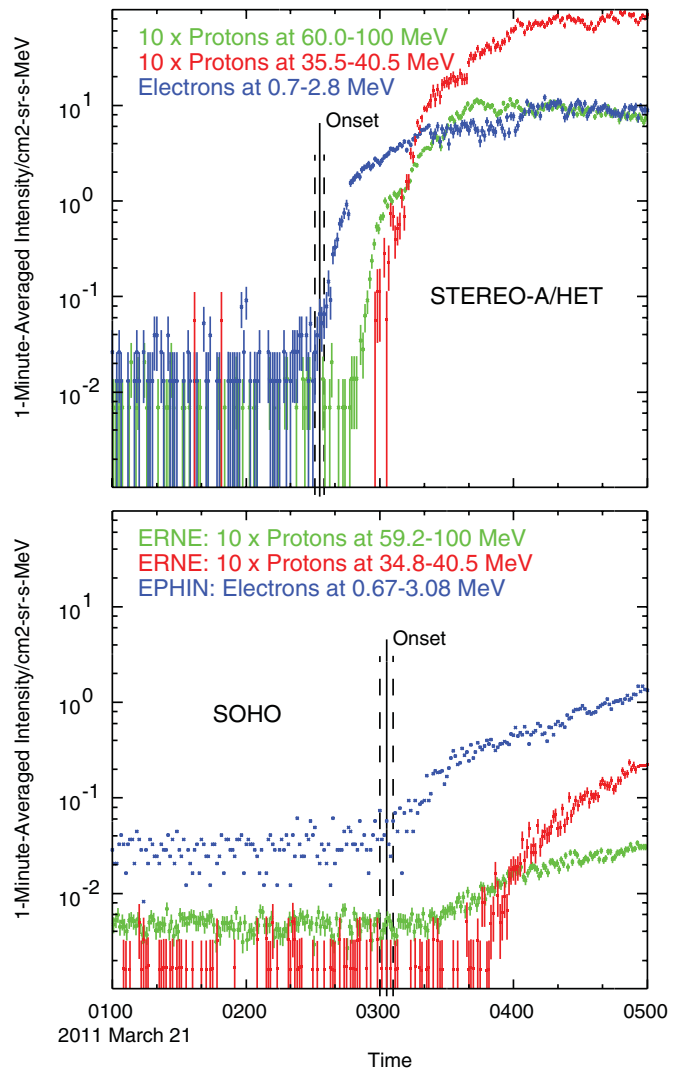 10 x Protons at 60.0-100 MeV
10 x Protons at 35.5-40.5 MeV
Electrons at 0.7-2.8 MeV
Onset
STEREO-A/HET
1-Minute-Averaged Intensity/cm2-sr-s-MeV
10^1
10^0
10^-1
10^-2
ERNE: 10 x Protons at 59.2-100 MeV
ERNE: 10 x Protons at 34.8-40.5 MeV
EPHIN: Electrons at 0.67-3.08 MeV
Onset
SOHO
1-Minute-Averaged Intensity/cm2-sr-s-MeV
10^1
10^0
10^-1
10^-2
0100 0200 0300 0400 0500
2011 March 21
Time